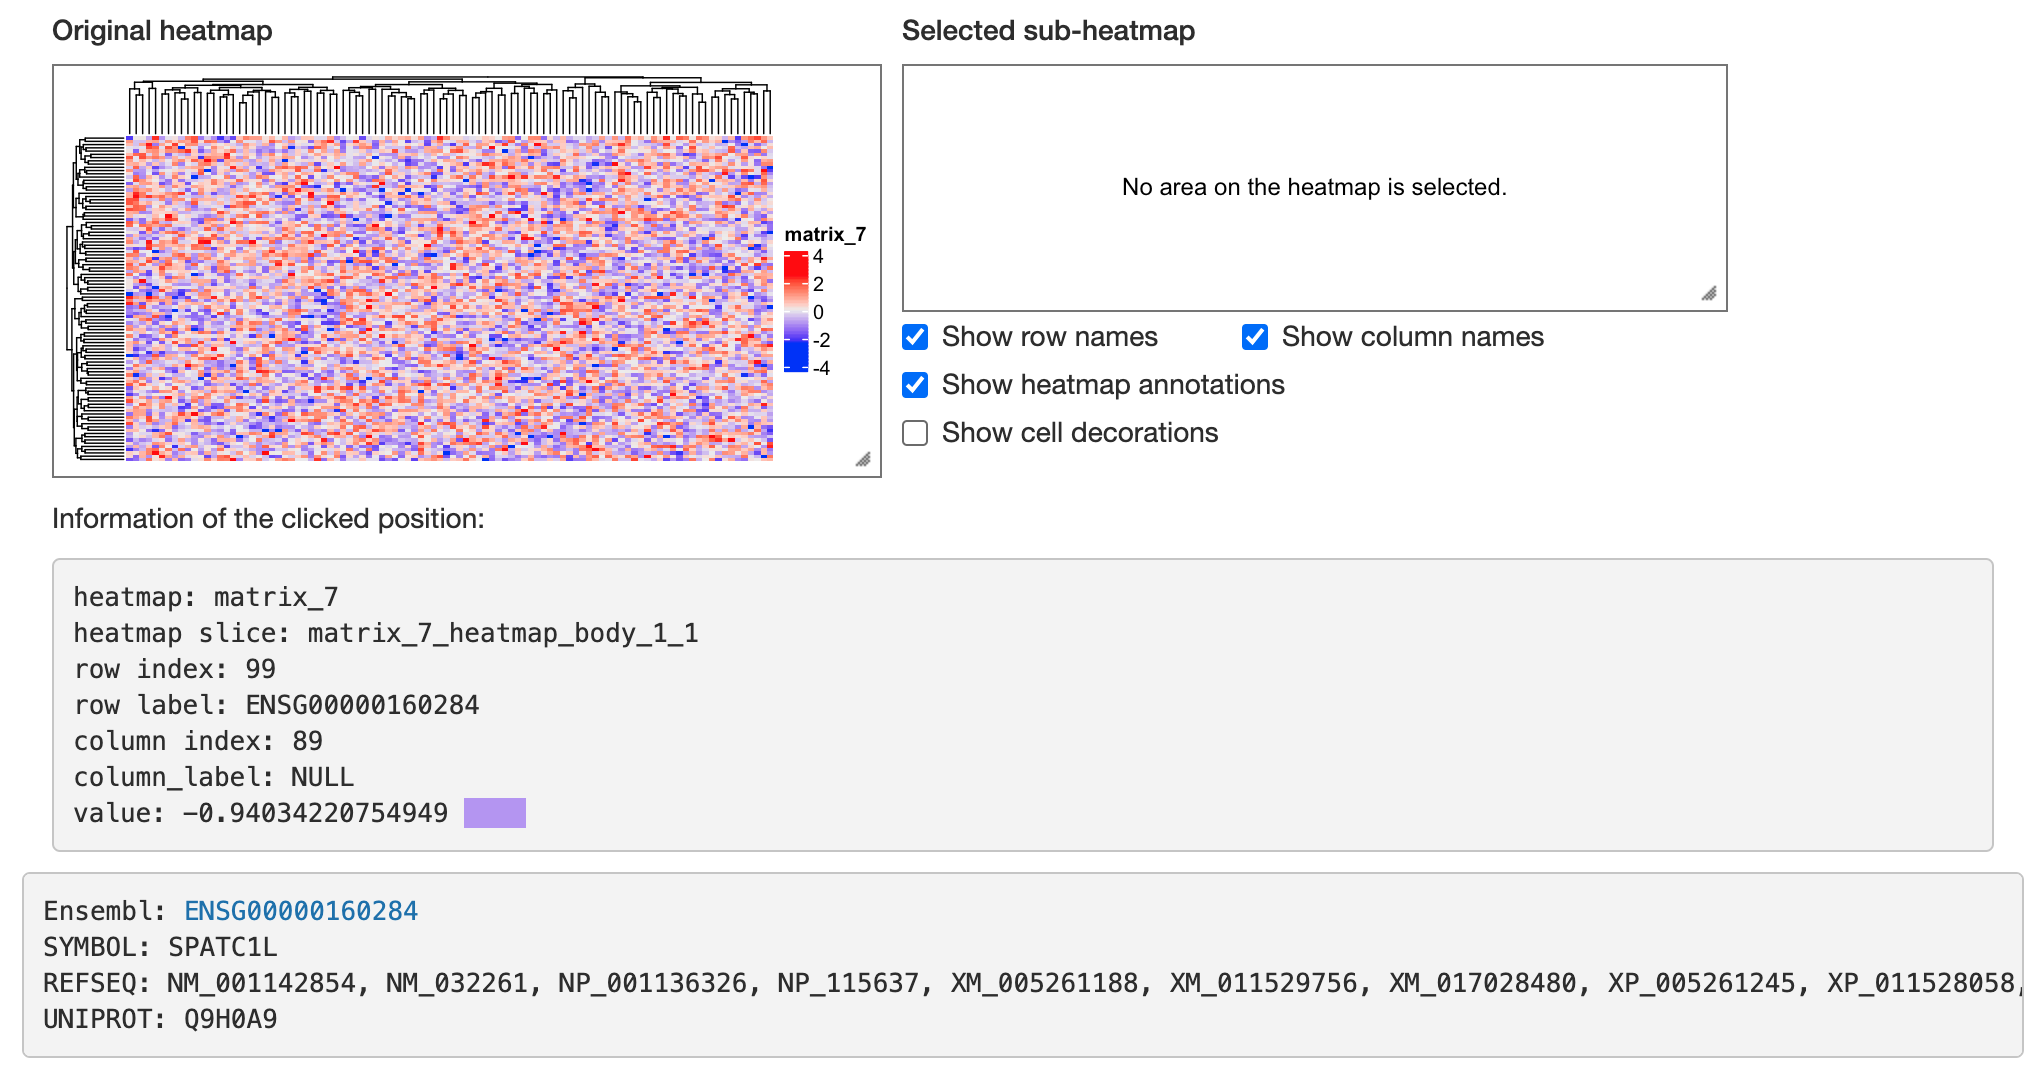 Original heatmap
Selected sub-heatmap
matrix_7
4
2
0
-2
-4
No area on the heatmap is selected.
Show row names
Show column names
Show heatmap annotations
Show cell decorations
Information of the clicked position:
heatmap: matrix_7
heatmap slice: matrix_7_heatmap_body_1_1
row index: 99
row label: ENSG00000160284
column index: 89
column_label: NULL
value: −0.94034220754949
Ensembl: ENSG00000160284
SYMBOL: SPATC1L
REFSEQ: NM_001142854, NM_032261, NP_001136326, NP_115637, XM_005261188, XM_011529756, XM_017028480, XP_005261245, XP_011528058,
UNIPROT: Q9H0A9